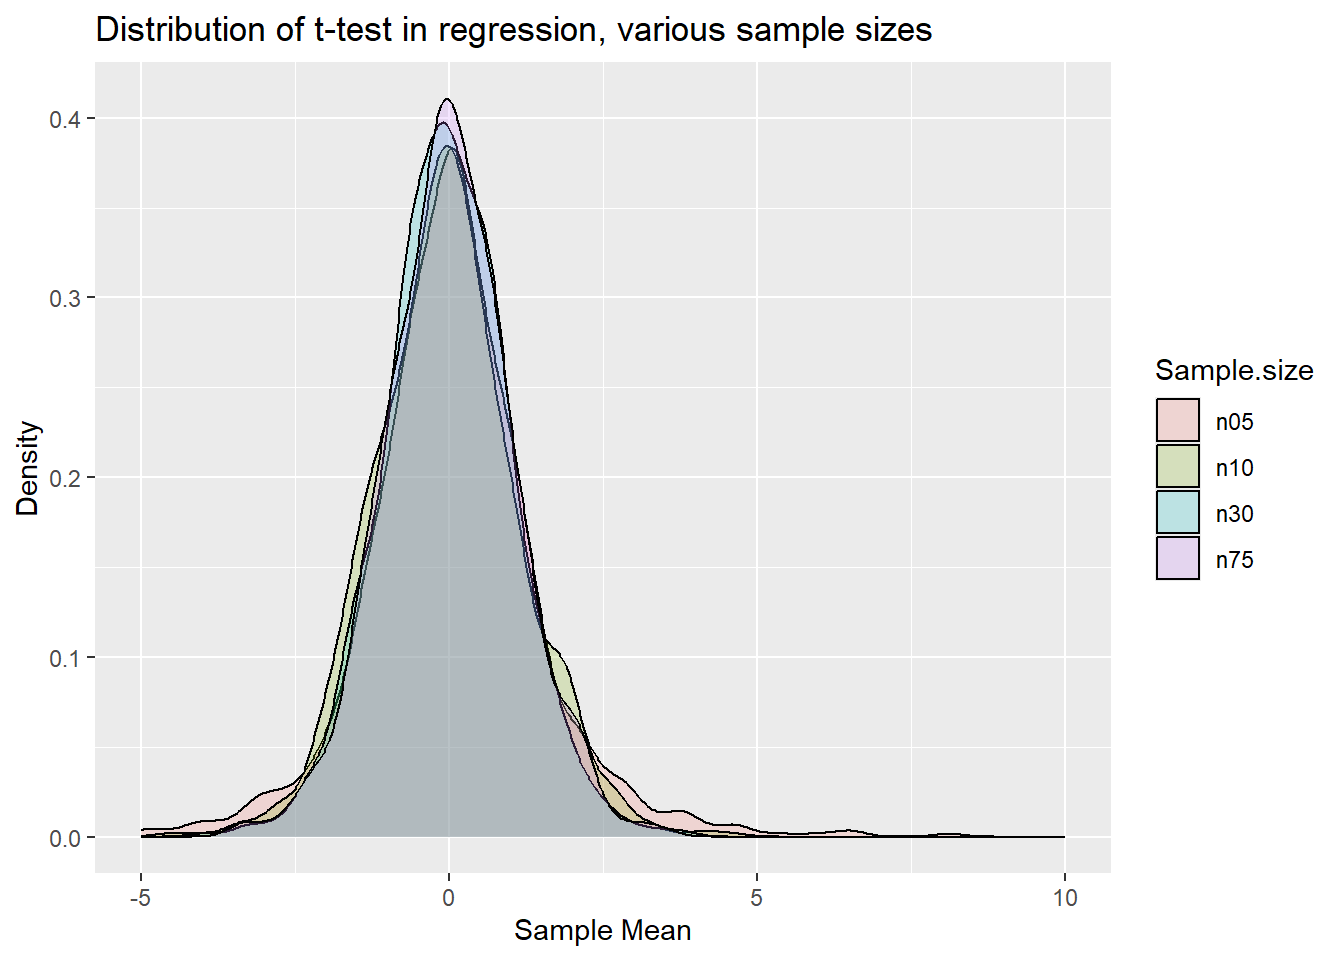 Distribution of t-test in regression, various sample sizes
0.4
0.3
0.2
0.1
0.0
Density
-5
0
5
10
Sample Mean
Sample.size
n05
n10
n30
n75